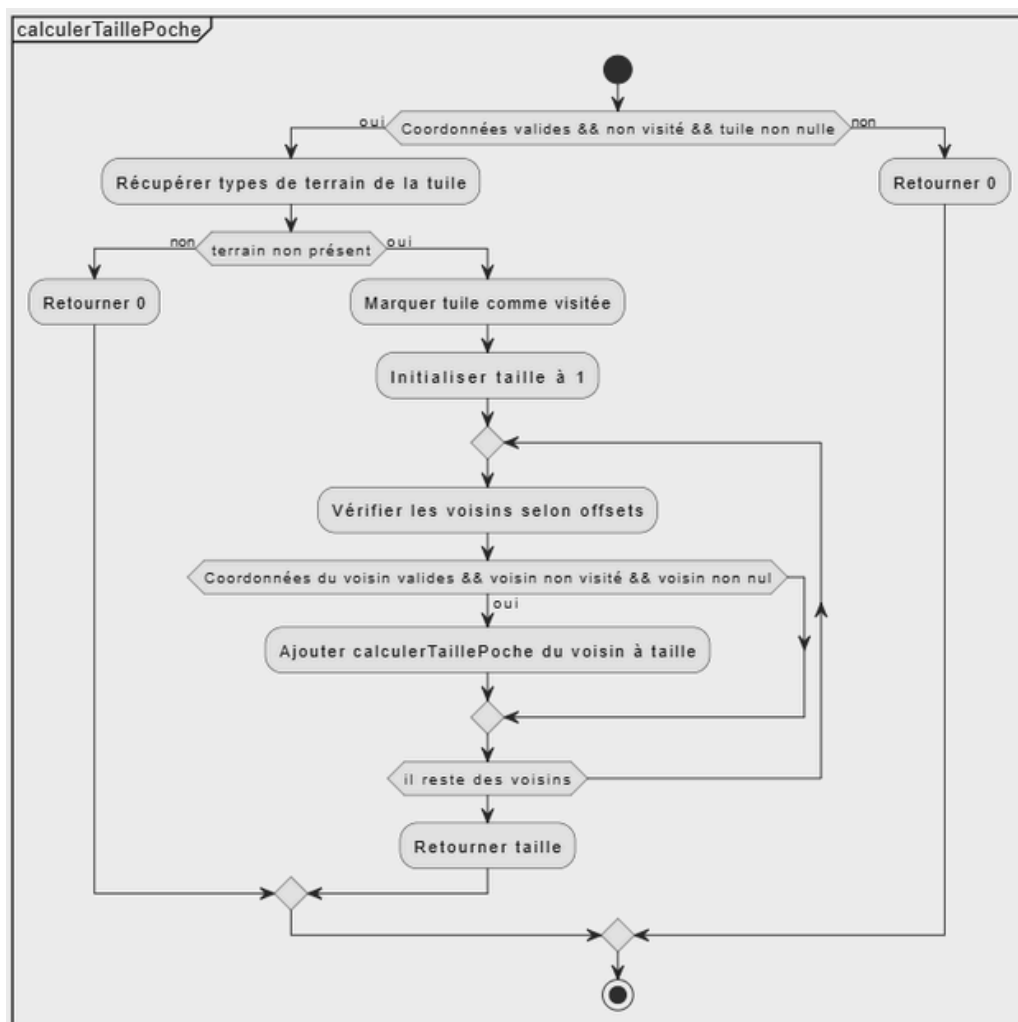 calculerTaillePoche
oui
Coordonnées valides && non visité && tuile non nulle
non
Récupérer types de terrain de la tuile
Retourner 0
non
terrain non présent
oui
Retourner 0
Marquer tuile comme visitée
Initialiser taille à 1
Vérifier les voisins selon offsets
Coordonnées du voisin valides && voisin non visité && voisin non nul
oui
Ajouter calculerTaillePoche du voisin à taille
il reste des voisins
Retourner taille